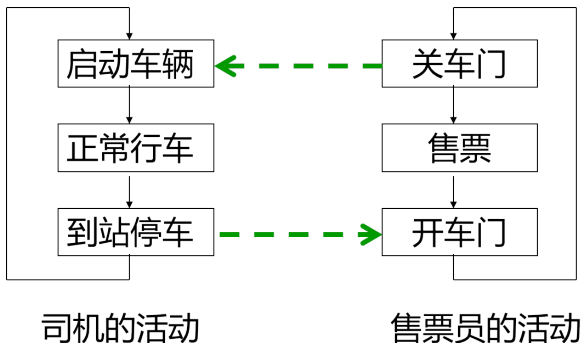 启动车辆
关车门
正常行车
售票
到站停车
开车门
司机的活动
售票员的活动